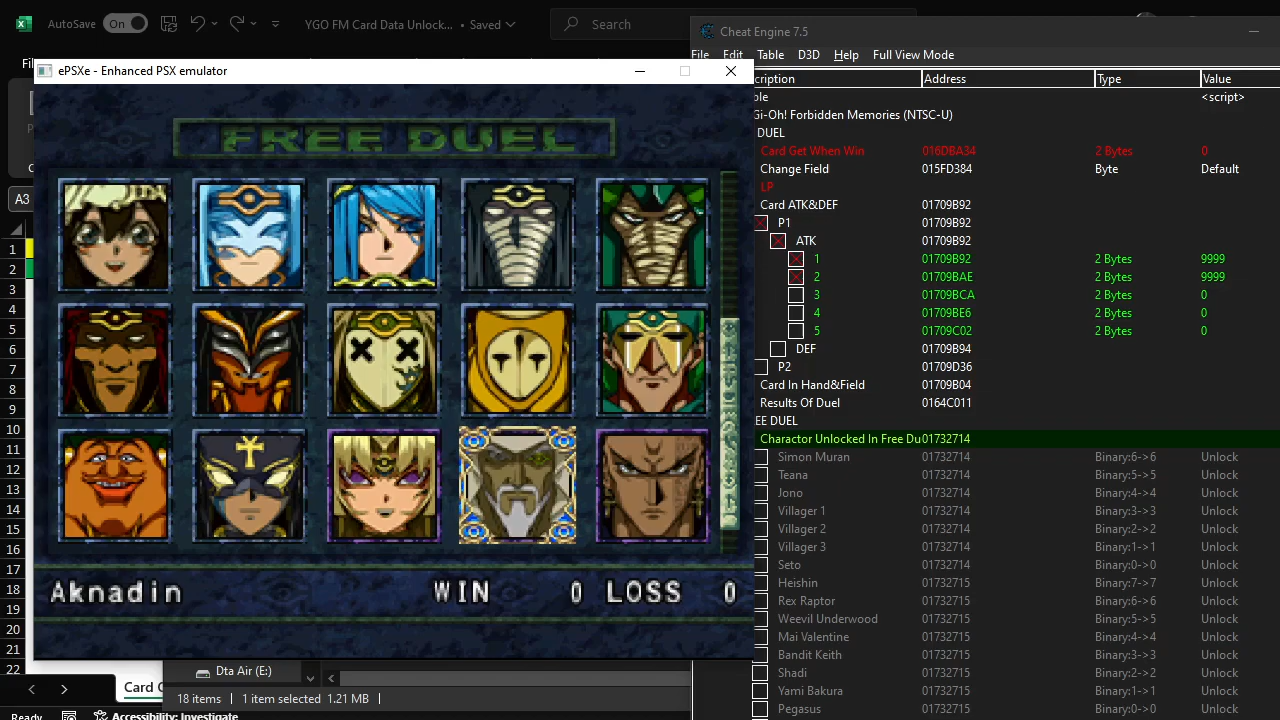 AutoSave On YGO FM Card Data Unlock... • Saved Search
Cheat Engine 7.5
File Edit Table D3D Help Full View Mode
ePSXe - Enhanced PSX emulator
cription Address Type Value
ble <script>
Gi-Oh! Forbidden Memories (NTSC-U)
DUEL
Card Get When Win 016DBA34 2 Bytes 0
Change Field 015FD384 Byte Default
LP
Card ATK&DEF 01709B92
P1 01709B92
ATK 01709B92
1 01709B92 2 Bytes 9999
2 01709BAE 2 Bytes 9999
3 01709BCA 2 Bytes 0
4 01709BE6 2 Bytes 0
5 01709C02 2 Bytes 0
DEF 01709B94
P2 01709D36
Card In Hand&Field 01709B04
Results Of Duel 0164C011
EE DUEL
Charactor Unlocked In Free Du 01732714
Simon Muran 01732714 Binary:6->6 Unlock
Teana 01732714 Binary:5->5 Unlock
Jono 01732714 Binary:4->4 Unlock
Villager 1 01732714 Binary:3->3 Unlock
Villager 2 01732714 Binary:2->2 Unlock
Villager 3 01732714 Binary:1->1 Unlock
Seto 01732714 Binary:0->0 Unlock
Heishin 01732715 Binary:7->7 Unlock
Rex Raptor 01732715 Binary:6->6 Unlock
Weevil Underwood 01732715 Binary:5->5 Unlock
Mai Valentine 01732715 Binary:4->4 Unlock
Bandit Keith 01732715 Binary:3->3 Unlock
Shadi 01732715 Binary:2->2 Unlock
Yami Bakura 01732715 Binary:1->1 Unlock
Pegasus 01732715 Binary:0->0 Unlock
FREE DUEL
Aknadin WIN 0 LOSS 0
A3
1
2
3
4
5
6
7
8
9
10
11
12
13
14
15
16
17
18
19
20
21
22
Dta Air (E:)
Card
18 items 1 item selected 1.21 MB
Ready Accessibility: Investigate